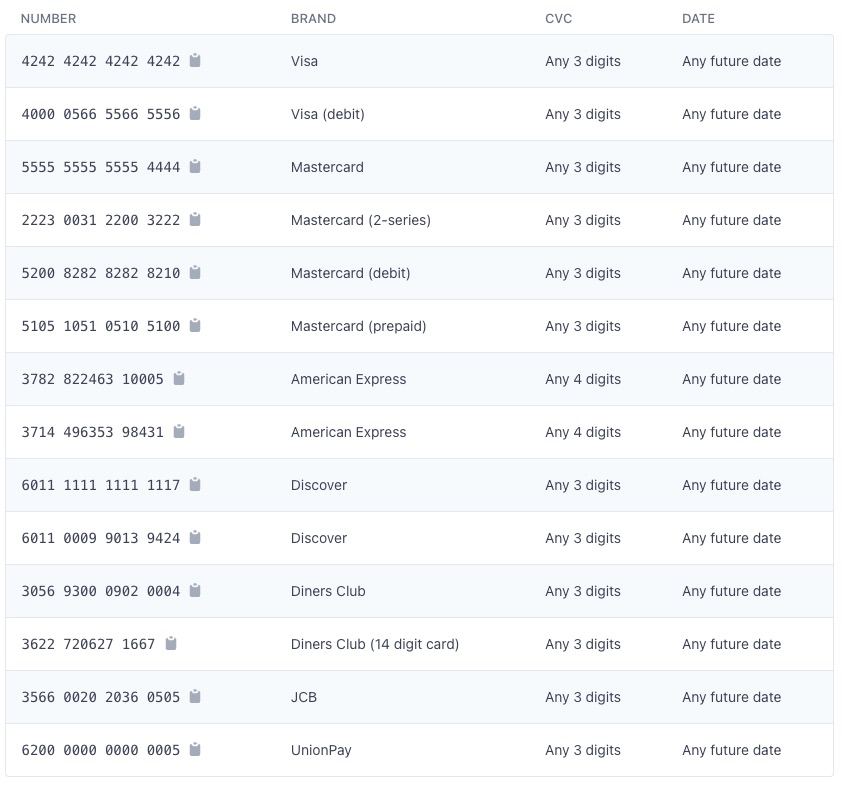 NUMBER BRAND CVC DATE
4242 4242 4242 4242 Visa Any 3 digits Any future date
4000 0566 5566 5556 Visa (debit) Any 3 digits Any future date
5555 5555 5555 4444 Mastercard Any 3 digits Any future date
2223 0031 2200 3222 Mastercard (2-series) Any 3 digits Any future date
5200 8282 8282 8210 Mastercard (debit) Any 3 digits Any future date
5105 1051 0510 5100 Mastercard (prepaid) Any 3 digits Any future date
3782 822463 10005 American Express Any 4 digits Any future date
3714 496353 98431 American Express Any 4 digits Any future date
6011 1111 1111 1117 Discover Any 3 digits Any future date
6011 0009 9013 9424 Discover Any 3 digits Any future date
3056 9300 0902 0004 Diners Club Any 3 digits Any future date
3622 720627 1667 Diners Club (14 digit card) Any 3 digits Any future date
3566 0020 2036 0505 JCB Any 3 digits Any future date
6200 0000 0000 0005 UnionPay Any 3 digits Any future date